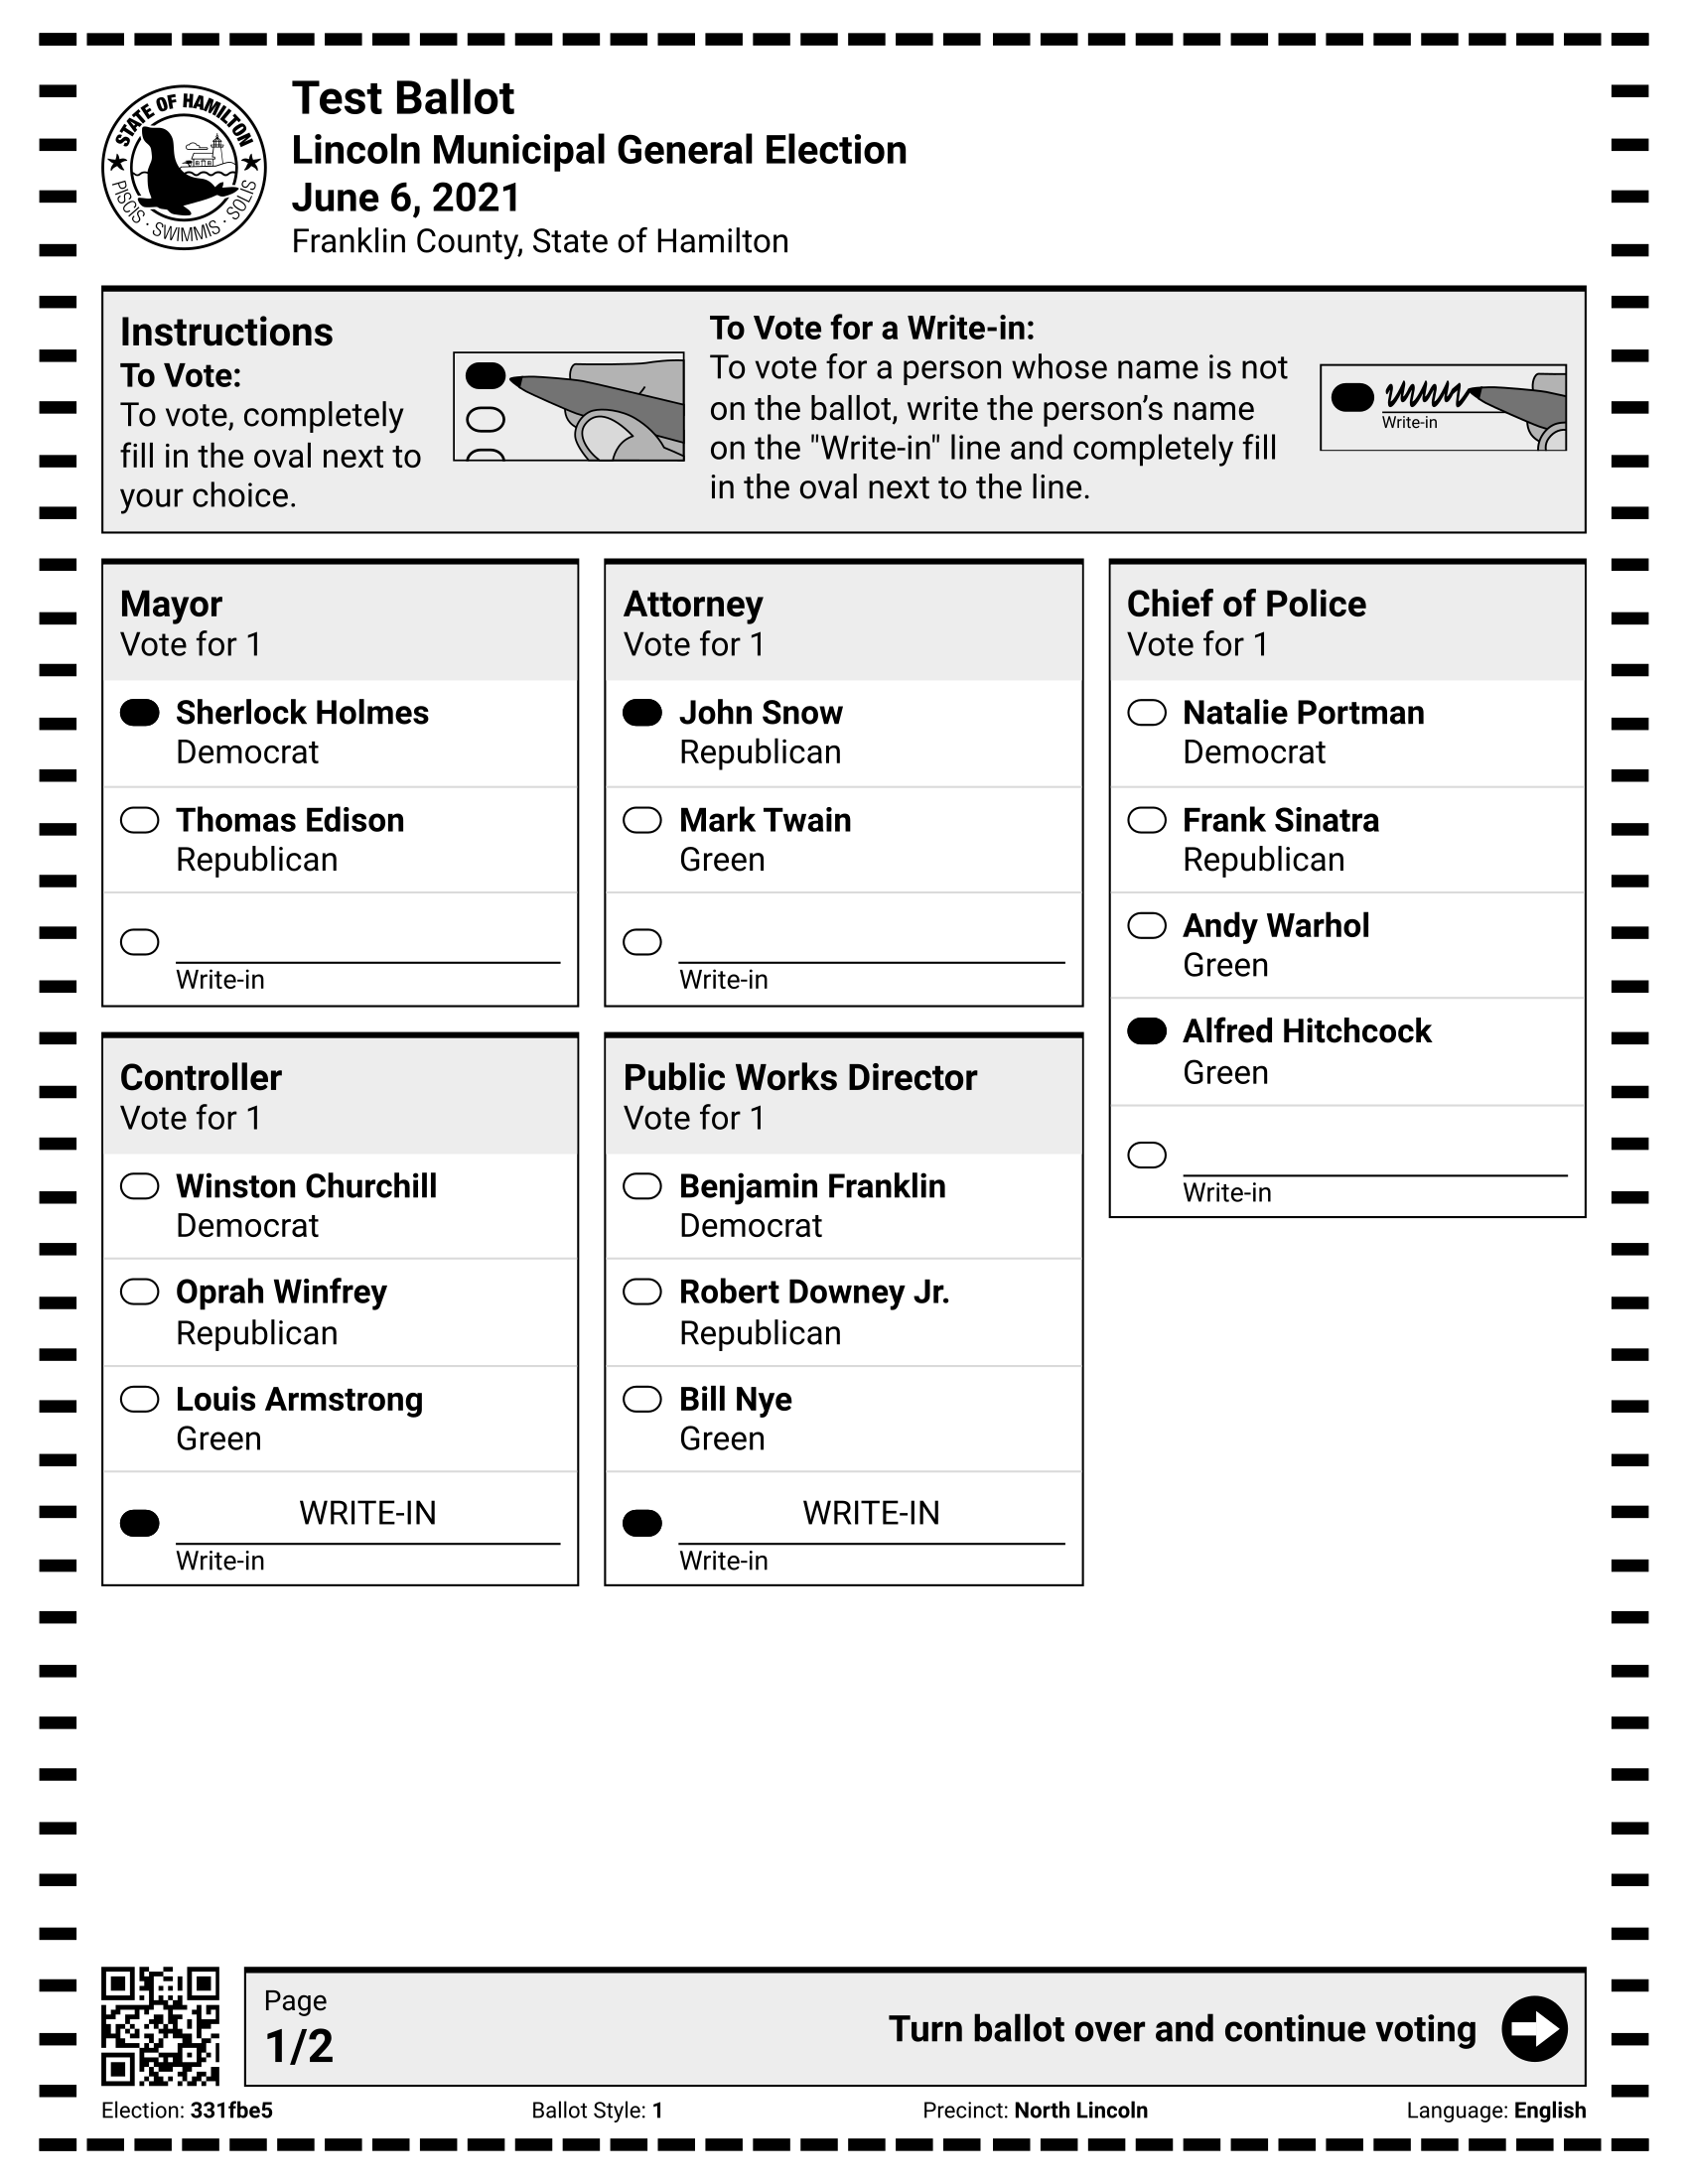 STATE OF HAMILTON
PISCIS · SWIMMIS · SOLIS
Test Ballot
Lincoln Municipal General Election
June 6, 2021
Franklin County, State of Hamilton
Instructions
To Vote:
To vote, completely
fill in the oval next to
your choice.
To Vote for a Write-in:
To vote for a person whose name is not
on the ballot, write the person’s name
on the "Write-in" line and completely fill
in the oval next to the line.
Write-in
Mayor
Vote for 1
Sherlock Holmes
Democrat
Thomas Edison
Republican
Write-in
Controller
Vote for 1
Winston Churchill
Democrat
Oprah Winfrey
Republican
Louis Armstrong
Green
WRITE-IN
Write-in
Attorney
Vote for 1
John Snow
Republican
Mark Twain
Green
Write-in
Public Works Director
Vote for 1
Benjamin Franklin
Democrat
Robert Downey Jr.
Republican
Bill Nye
Green
WRITE-IN
Write-in
Chief of Police
Vote for 1
Natalie Portman
Democrat
Frank Sinatra
Republican
Andy Warhol
Green
Alfred Hitchcock
Green
Write-in
Page
1/2
Turn ballot over and continue voting
Election: 331fbe5 Ballot Style: 1 Precinct: North Lincoln Language: English